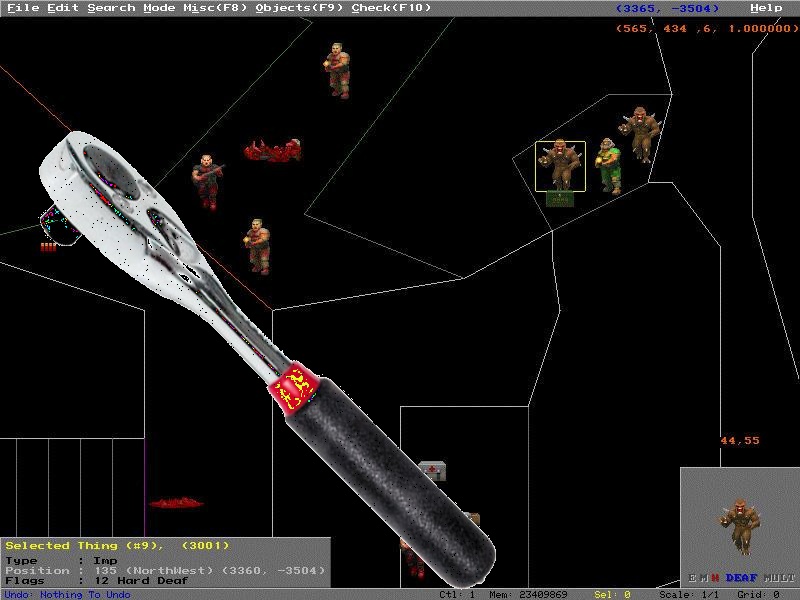 File Edit Search Mode Misc(F8) Objects(F9) Check(F10) (3365, -3504) Help
(565, 434 ,6, 1.000000)
44,55
Selected Thing (#9), (3001)
Type : Imp
Position : 135 (NorthWest) (3360, -3504)
Flags : 12 Hard Deaf
E M H DEAF MULT
Undo: Nothing To Undo Ctl: 1 Mem: 23409869 Sel: 0 Scale: 1/1 Grid: 0